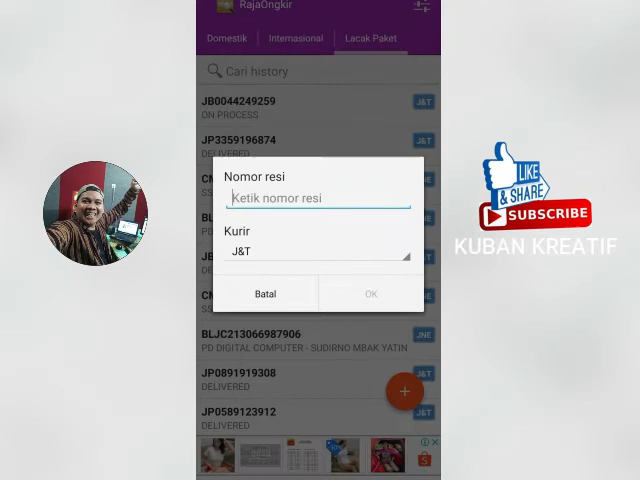 RajaOngkir
Domestik
Internasional
Lacak Paket
Cari history
JB0044249259
J&T
ON PROCESS
JP3359196874
J&T
DELIVERED
Nomor resi
Ketik nomor resi
Kurir
J&T
Batal
OK
BLJC213066987906
JNE
PD DIGITAL COMPUTER - SUDIRNO MBAK YATIN
JP0891919308
J&T
DELIVERED
+
JP0589123912
J&T
DELIVERED
LIKE
& SHARE
SUBSCRIBE
KUBAN KREATIF